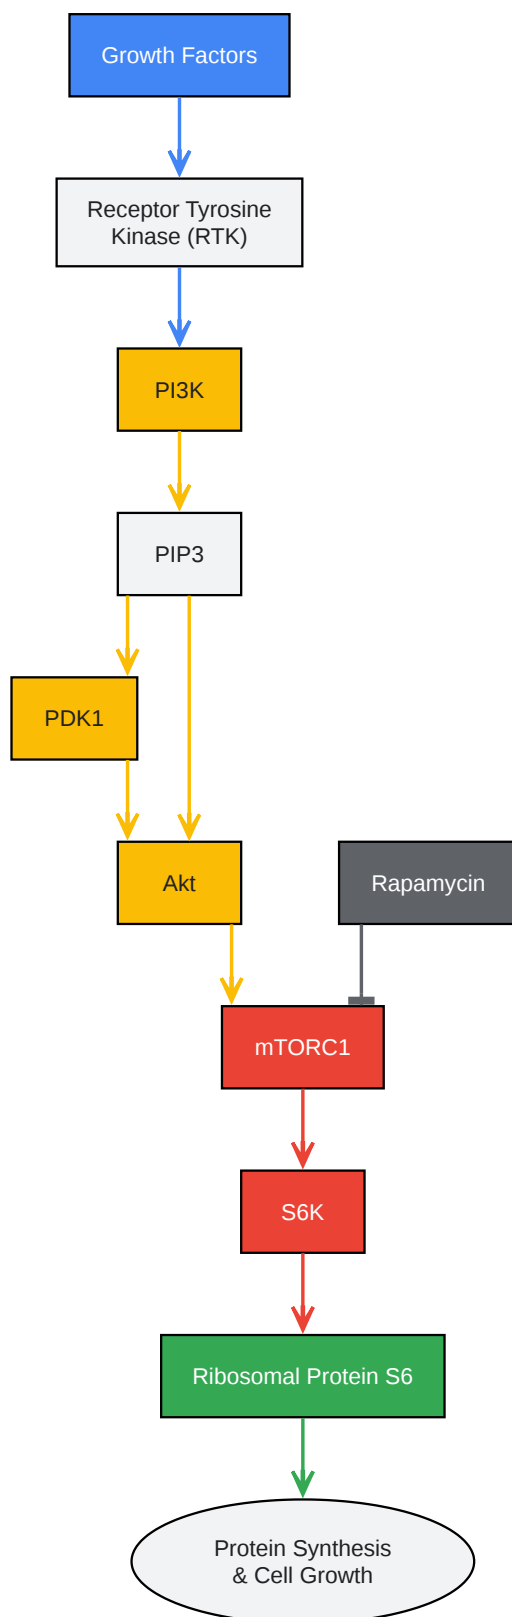 Growth Factors
Receptor Tyrosine
Kinase (RTK)
PI3K
PIP3
PDK1
Akt
Rapamycin
mTORC1
S6K
Ribosomal Protein S6
Protein Synthesis
& Cell Growth